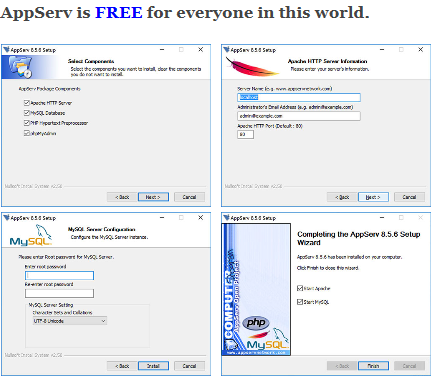 AppServ is FREE for everyone in this world.
AppServ 8.5.6 Setup
Select Components
Select the components you want to install, clear the components
you do not want to install.
AppServ Package Components
Apache HTTP Server
MySQL Database
PHP Hypertext Preprocessor
phpMyAdmin
Nullsoft Install System v2.50
< Back
Next >
Cancel
AppServ 8.5.6 Setup
Apache HTTP Server Information
Please enter your server's information.
Server Name (e.g. www.appservnetwork.com)
localhost
Administrator's Email Address (e.g. admin@example.com)
admin@example.com
Apache HTTP Port (Default : 80)
80
< Back
Next >
Cancel
AppServ 8.5.6 Setup
MySQL
MySQL Server Configuration
Configure the MySQL Server instance.
Please enter Root password for MySQL Server.
Enter root password
Re-enter root password
MySQL Server Setting
Character Sets and Collations
UTF-8 Unicode
< Back
Install
Cancel
AppServ 8.5.6 Setup
Completing the AppServ 8.5.6 Setup
Wizard
AppServ 8.5.6 has been installed on your computer.
Click Finish to close this wizard.
Start Apache
Start MySQL
php
MySQL
www.appservnetwork.com
< Back
Finish
Cancel